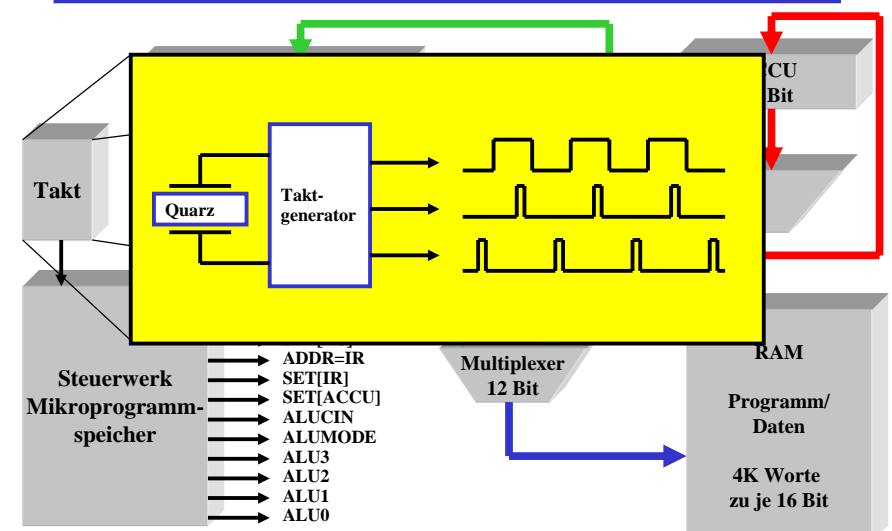 CU
Bit
Takt
Quarz
Takt-
generator
ADDR=IR
SET[IR]
SET[ACCU]
ALUCIN
ALUMODE
ALU3
ALU2
ALU1
ALU0
Steuerwerk
Mikroprogramm-
speicher
Multiplexer
12 Bit
RAM
Programm/
Daten
4K Worte
zu je 16 Bit